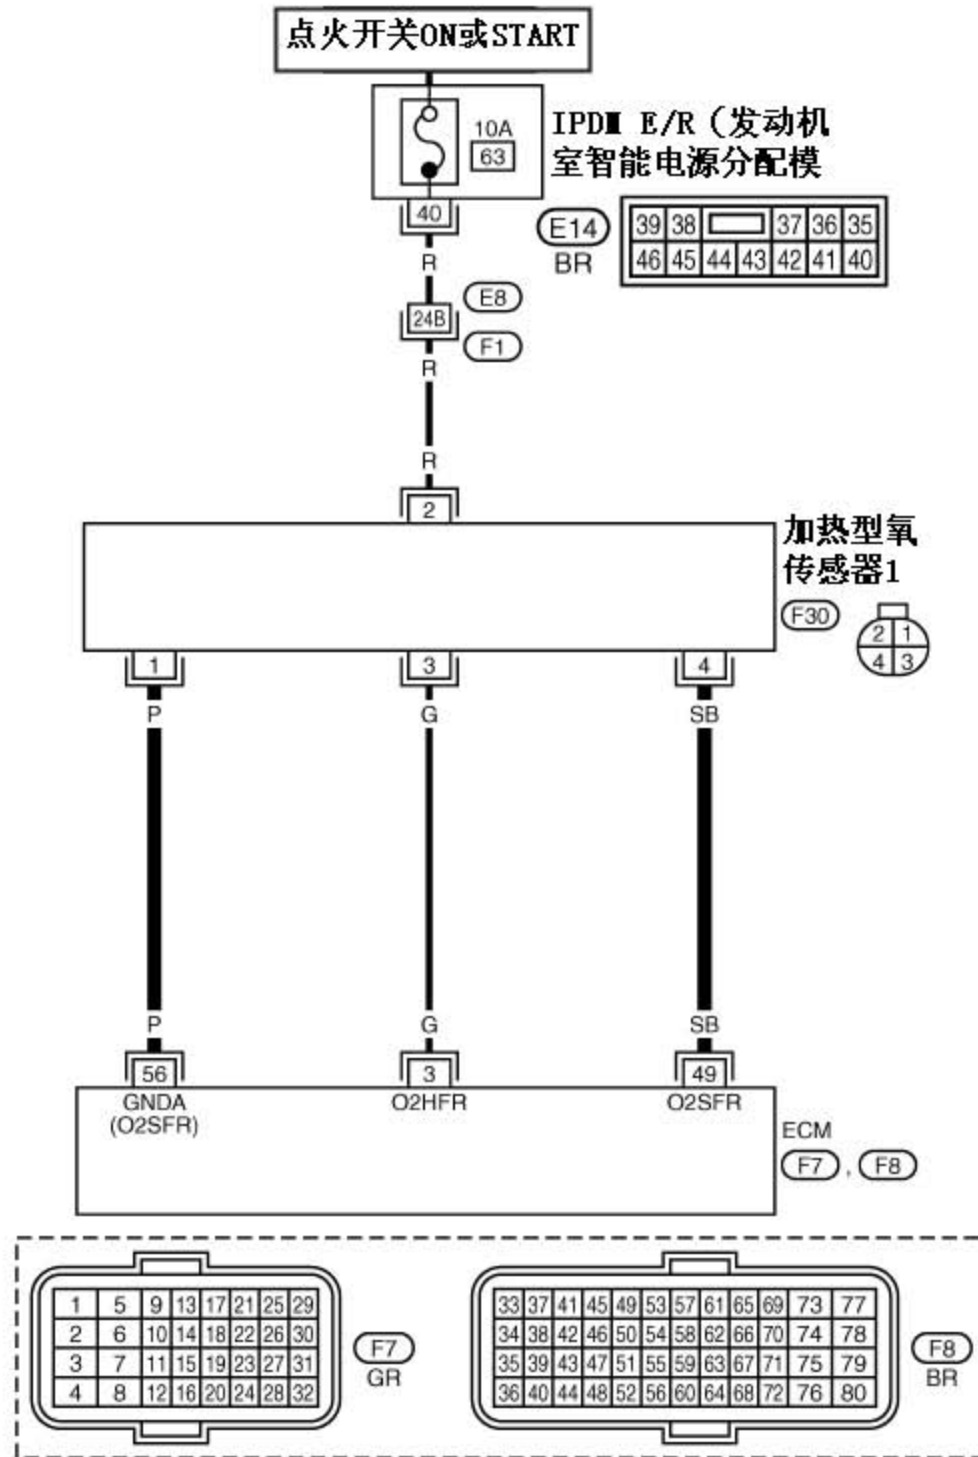 点火开关ON或START
10A
63
IPDM E/R（发动机
室智能电源分配模
40
E14
BR
39 38 37 36 35
46 45 44 43 42 41 40
R
E8
24B
F1
R
R
2
加热型氧
传感器1
F30
2 1
4 3
1 3 4
P G SB
P G SB
56 3 49
GNDA O2HFR O2SFR
(O2SFR)
ECM
F7 , F8
1 5 9 13 17 21 25 29
2 6 10 14 18 22 26 30
3 7 11 15 19 23 27 31
4 8 12 16 20 24 28 32
F7
GR
33 37 41 45 49 53 57 61 65 69 73 77
34 38 42 46 50 54 58 62 66 70 74 78
35 39 43 47 51 55 59 63 67 71 75 79
36 40 44 48 52 56 60 64 68 72 76 80
F8
BR